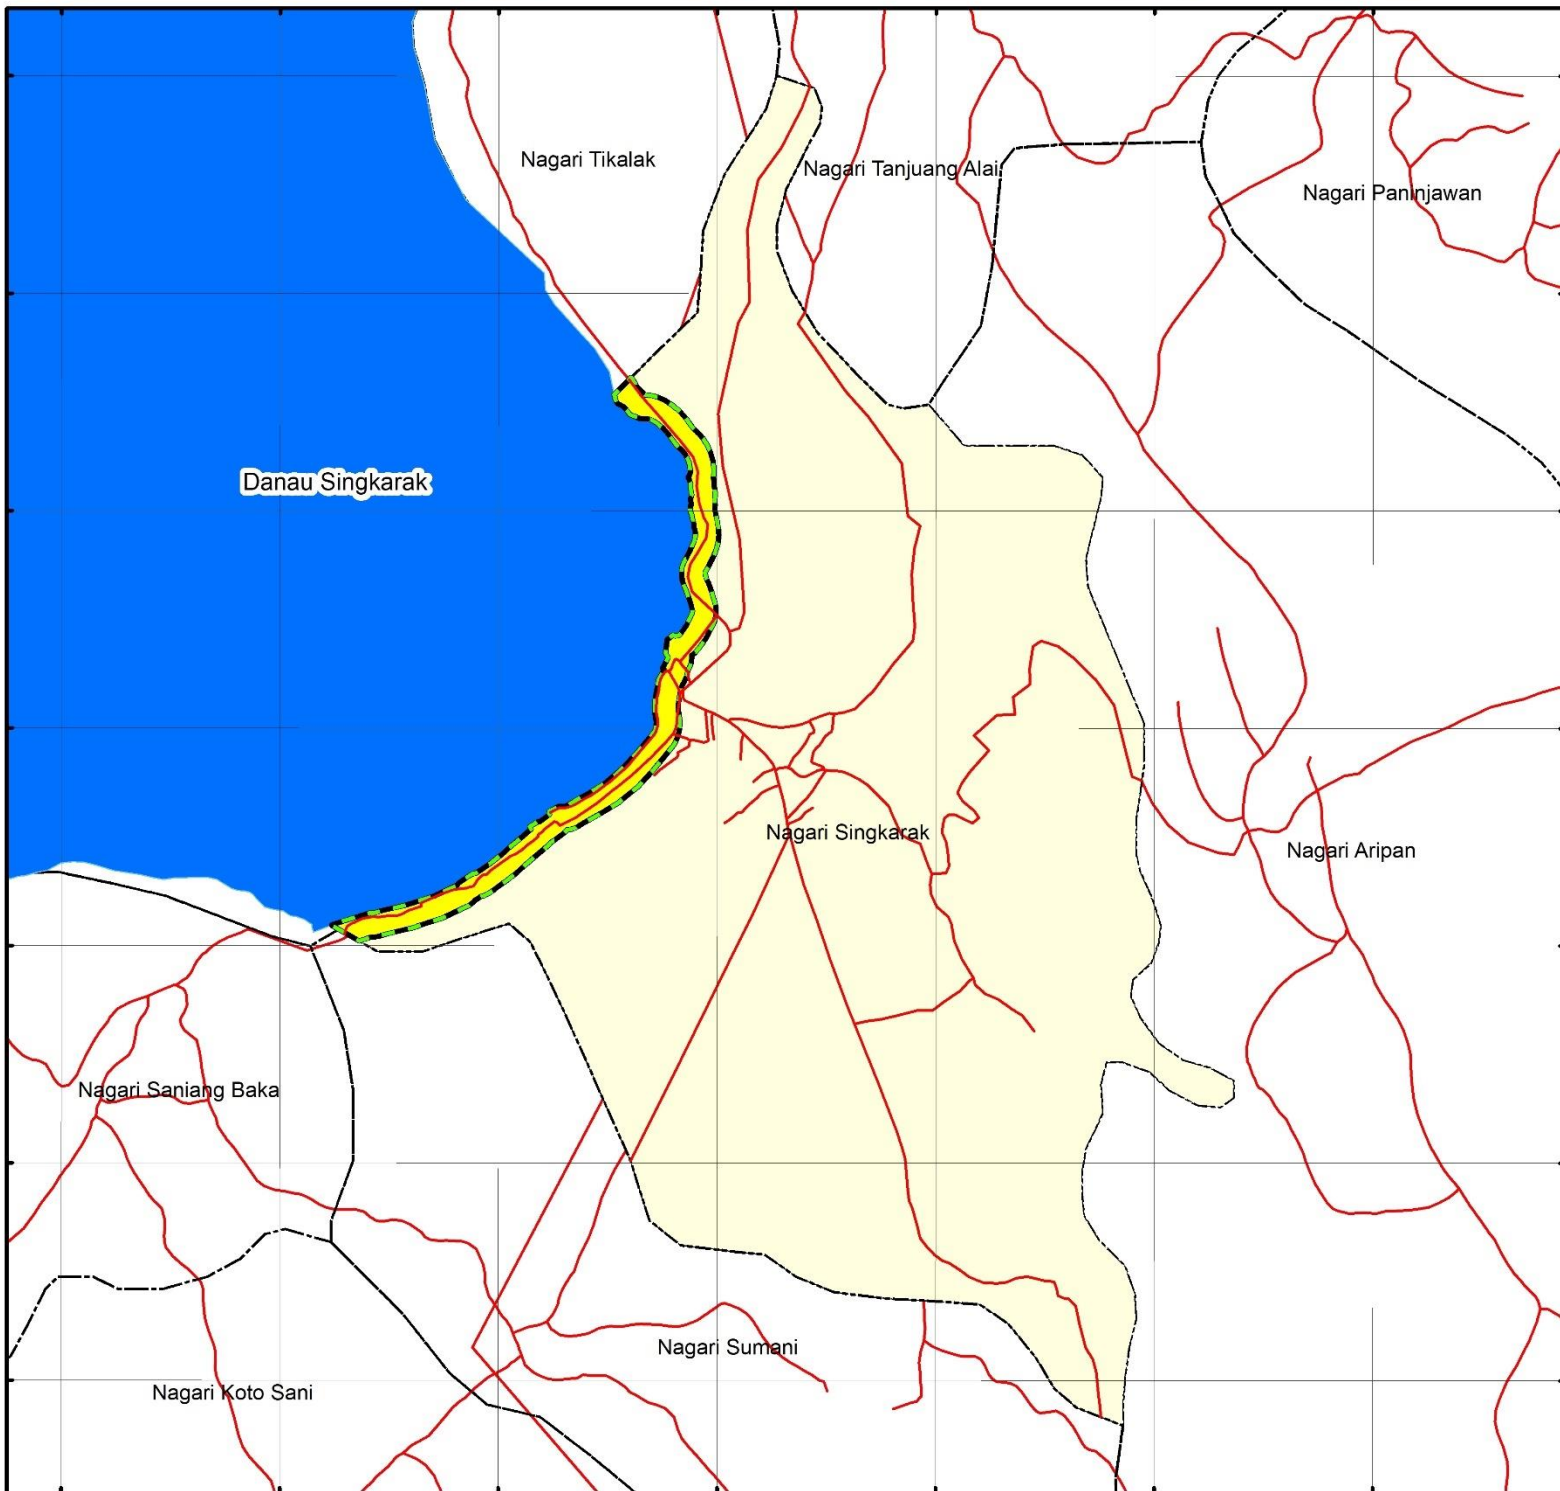 Nagari Tikalak
Nagari Tanjuang Alai
Nagari Paninjawan
Danau Singkarak
Nagari Singkarak
Nagari Aripan
Nagari Saniang Baka
Nagari Sumani
Nagari Koto Sani